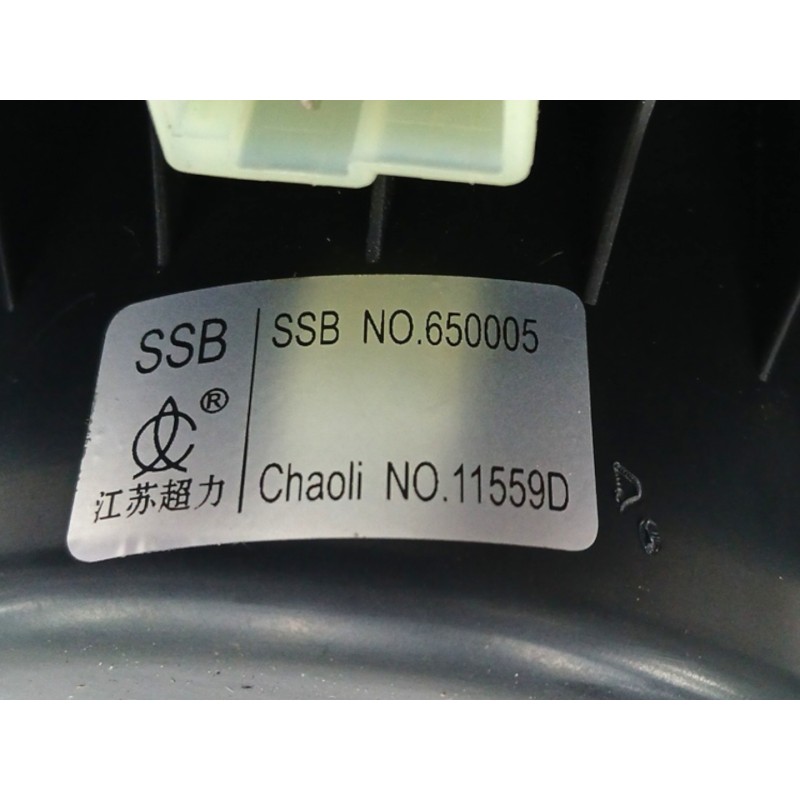 SSB
®
江苏超力
SSB NO.650005
Chaoli NO.11559D